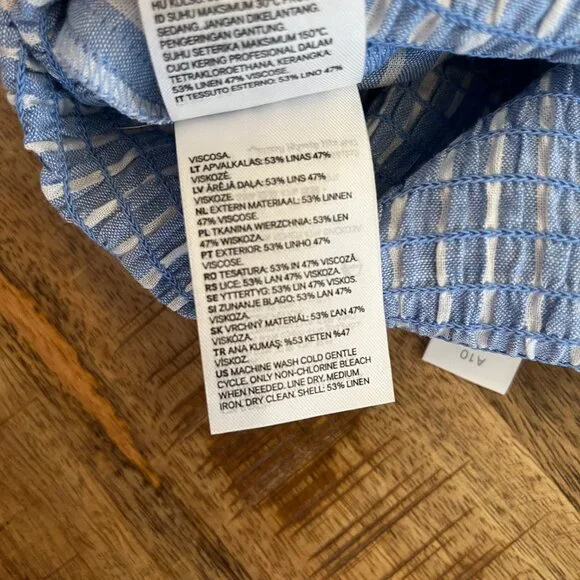 ID SUHU MAKSIMUM 30°C
SEDANG. JANGAN DIKELANTANG.
PENGERINGAN GANTUNG.
SUHU SETERIKA MAKSIMUM 150°C.
CUCI KERING PROFESIONAL DALAM
TETRAKLOROETHANA, KERANGKA:
53% LINEN 47% VISCOSE
IT TESSUTO ESTERNO: 53% LINO 47%
VISCOSA.
LT APVALKALAS: 53% LINAS 47%
VISKOZĖ.
LV ĀRĒJĀ DAĻA: 53% LINS 47%
VISKOZE.
NL EXTERN MATERIAAL: 53% LINNEN
47% VISCOSE.
PL TKANINA WIERZCHNIA: 53% LEN
47% WISKOZA.
PT EXTERIOR: 53% LINHO 47%
VISCOSE.
RO TESATURA: 53% IN 47% VISCOZĂ.
RS LICE: 53% LAN 47% VISKOZA.
SE YTTERTYG: 53% LIN 47% VISKOS.
SI ZUNANJE BLAGO: 53% LAN 47%
VISKOZA.
SK VRCHNÝ MATERIÁL: 53% ĽAN 47%
VISKÓZA.
TR ANA KUMAŞ: %53 KETEN %47
VİSKOZ.
US MACHINE WASH COLD GENTLE
CYCLE. ONLY NON-CHLORINE BLEACH
WHEN NEEDED. LINE DRY. MEDIUM
IRON. DRY CLEAN. SHELL: 53% LINEN
A10